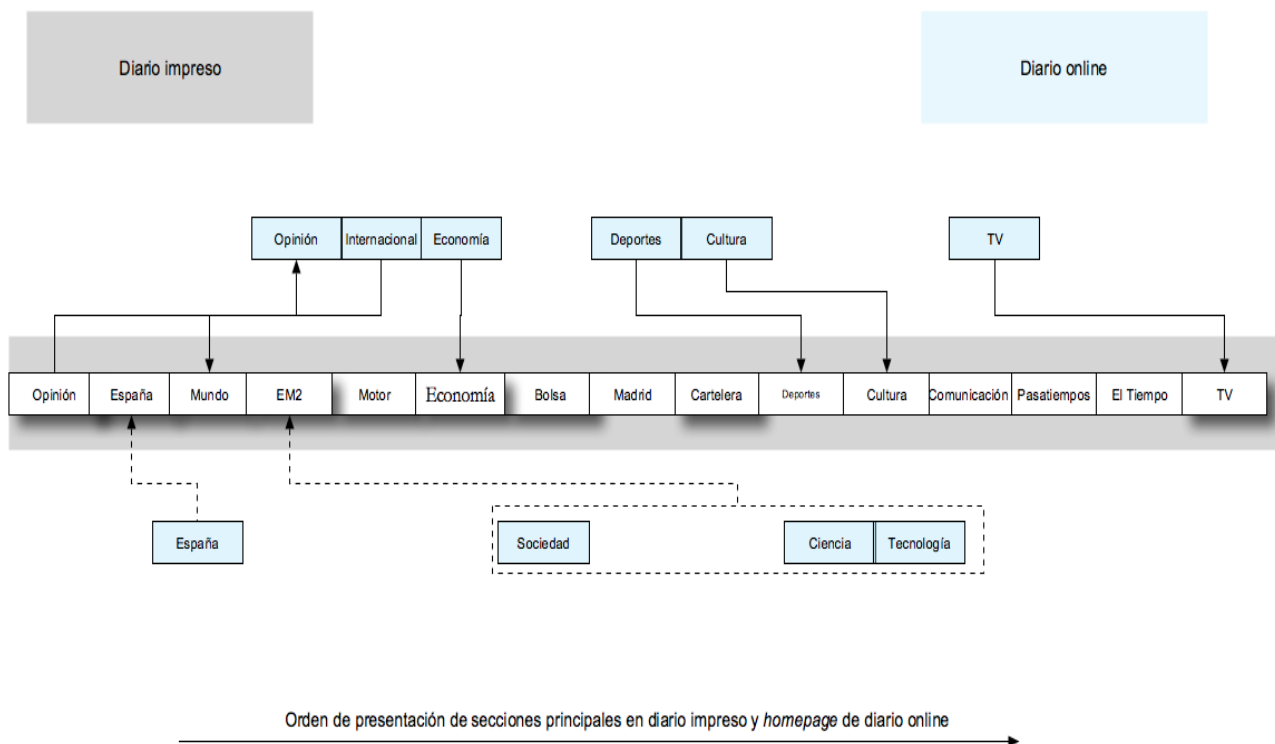 Diario impreso
Diario online
Opinión
Internacional
Economía
Deportes
Cultura
TV
Opinión
España
Mundo
EM2
Motor
Economía
Bolsa
Madrid
Cartelera
Deportes
Cultura
Comunicación
Pasatiempos
El Tiempo
TV
España
Sociedad
Ciencia
Tecnología
Orden de presentación de secciones principales en diario impreso y homepage de diario online